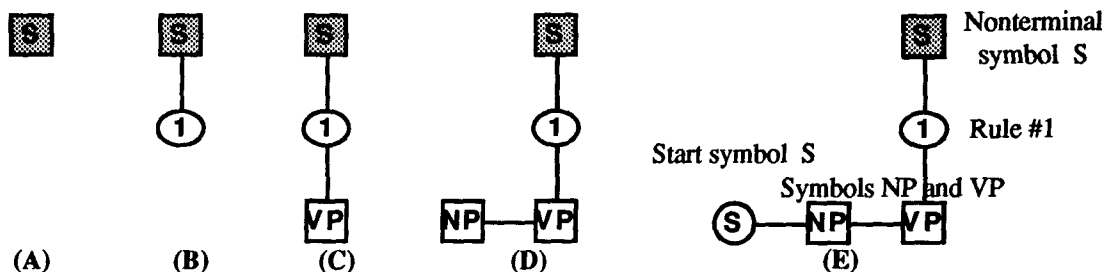 S S S S S Nonterminal
symbol S
1 1 1 Rule #1
1
Start symbol S
Symbols NP and VP
VP NP VP S NP VP
(A) (B) (C) (D) (E)